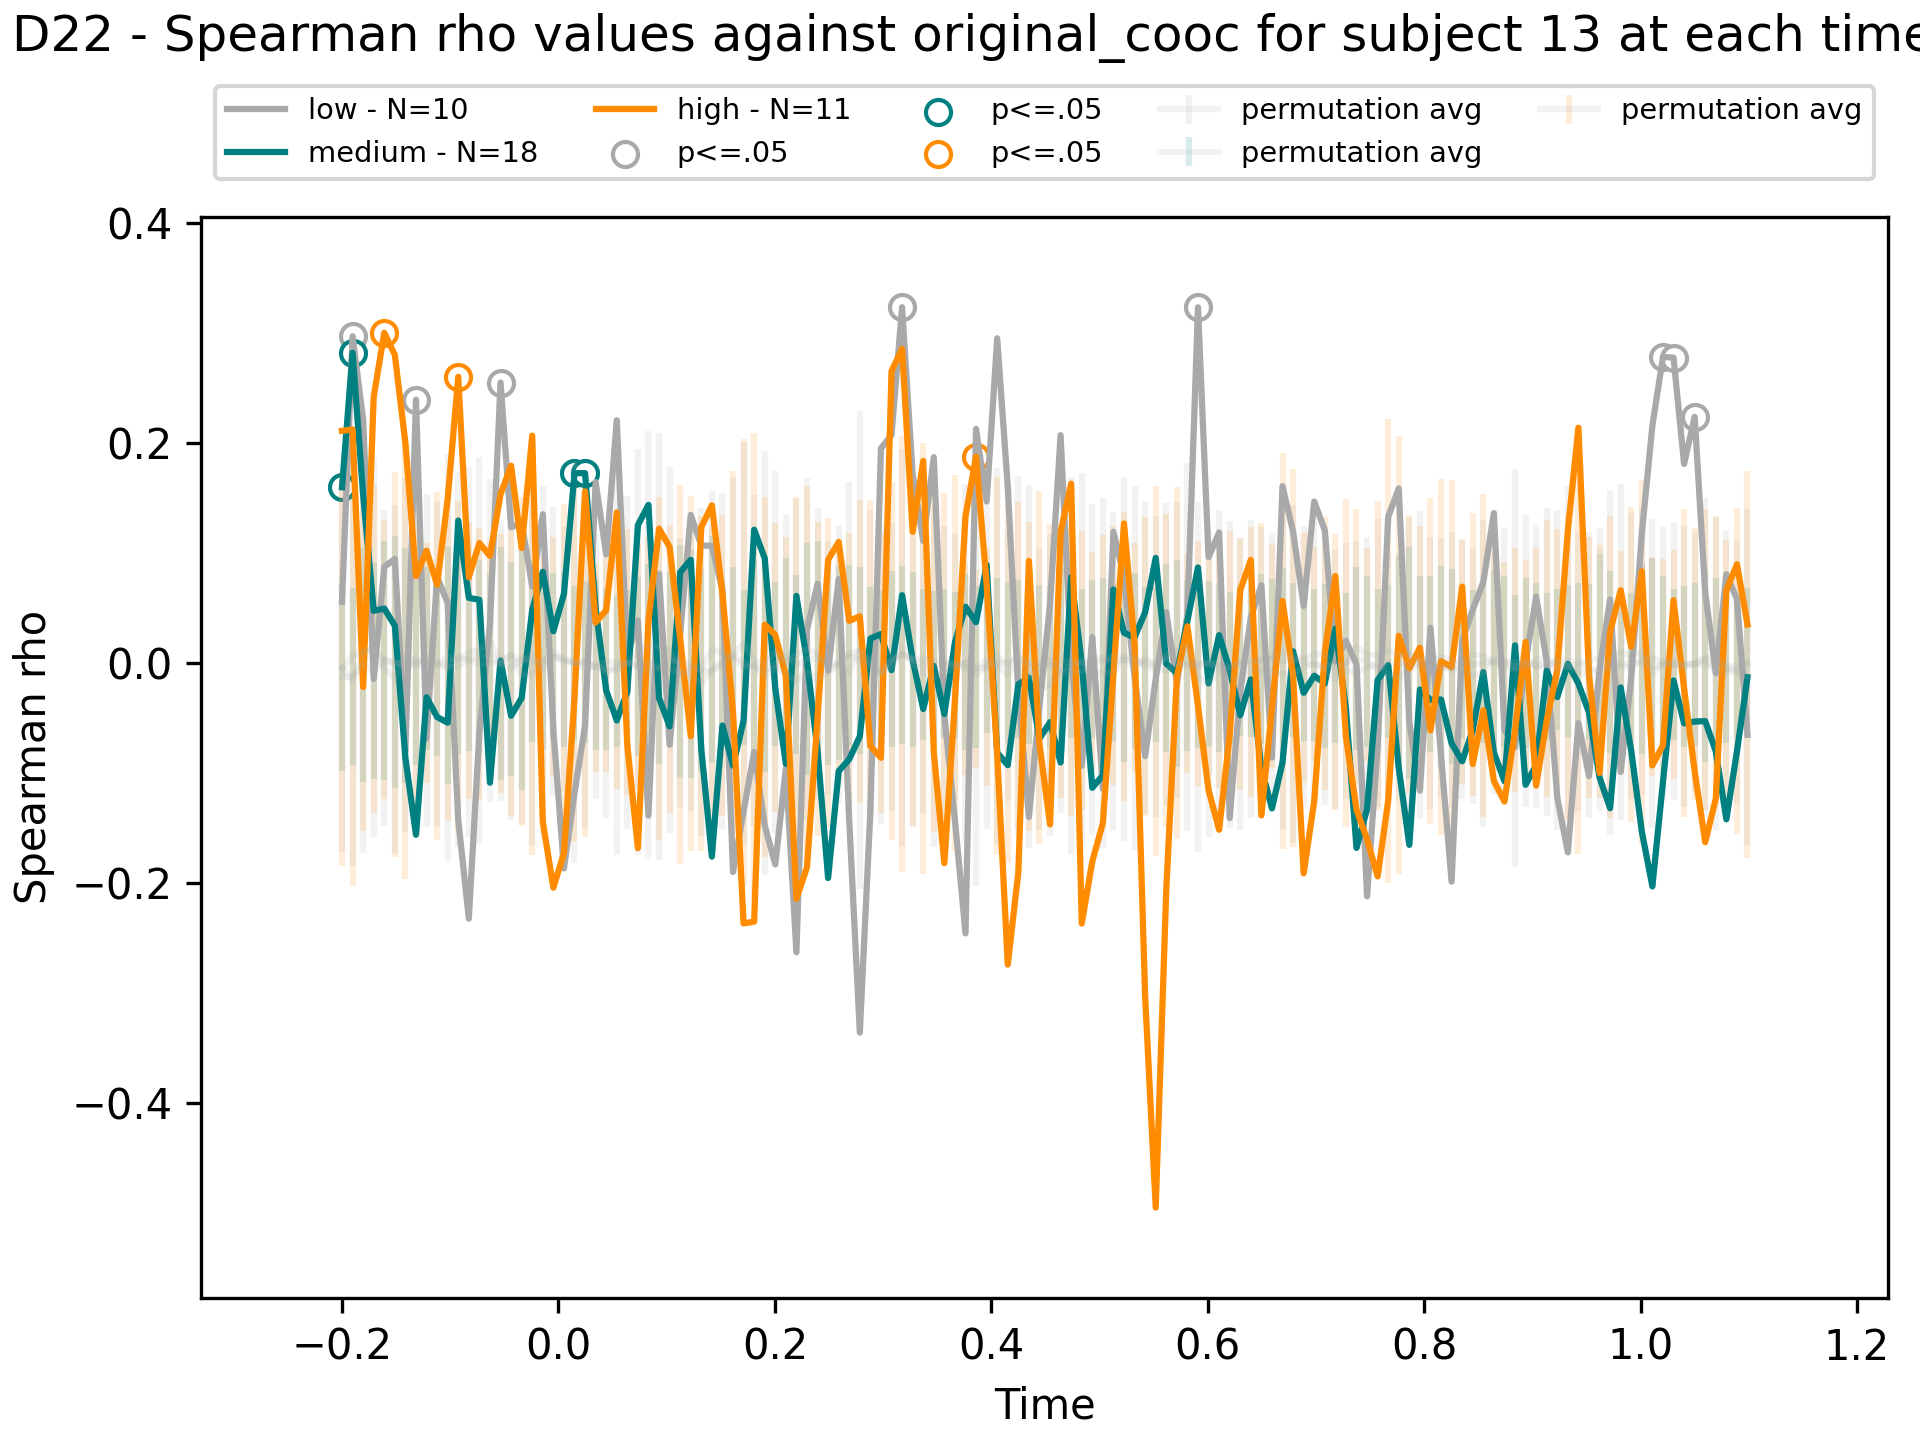 D22 - Spearman rho values against original_cooc for subject 13 at each time
low - N=10
medium - N=18
high - N=11
p<=.05
p<=.05
p<=.05
permutation avg
permutation avg
permutation avg
0.4
0.2
0.0
−0.2
−0.4
Spearman rho
−0.2 0.0 0.2 0.4 0.6 0.8 1.0 1.2
Time